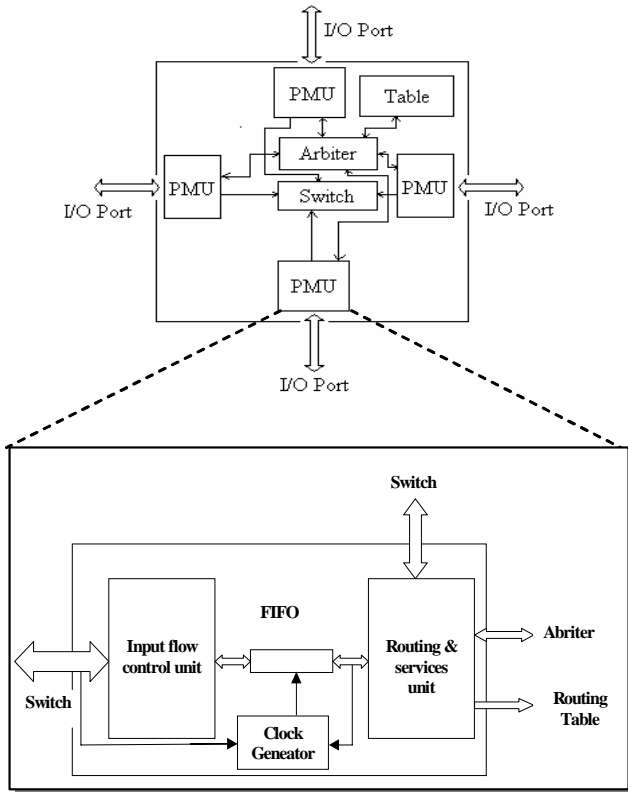 I/O Port
PMU
Table
Arbiter
PMU
PMU
Switch
I/O Port
I/O Port
PMU
I/O Port
Switch
FIFO
Input flow
control unit
Routing &
services
unit
Abriter
Switch
Routing
Table
Clock
Geneator